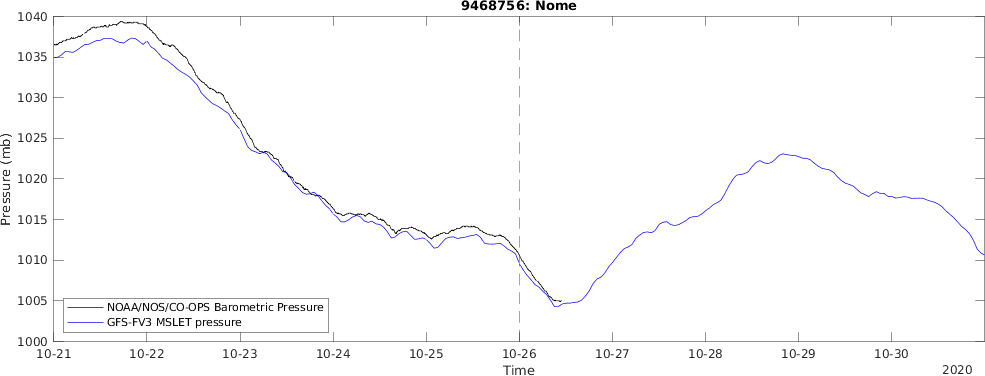 9468756: Nome
1040
1035
1030
1025
1020
1015
1010
1005
1000
Pressure (mb)
NOAA/NOS/CO-OPS Barometric Pressure
GFS-FV3 MSLET pressure
10-21 10-22 10-23 10-24 10-25 10-26 10-27 10-28 10-29 10-30
Time
2020